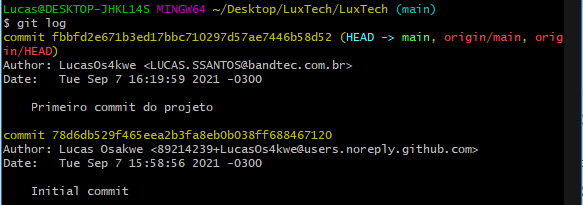 Lucas@DESKTOP-JHKL14S MINGW64 ~/Desktop/LuxTech/LuxTech (main)
$ git log
commit fbbfd2e671b3ed17bbc710297d57ae7446b58d52 (HEAD -> main, origin/main, orig
in/HEAD)
Author: LucasOs4kwe <LUCAS.SSANTOS@bandtec.com.br>
Date:   Tue Sep 7 16:19:59 2021 -0300
    Primeiro commit do projeto
commit 78d6db529f465eea2b3fa8eb0b038ff688467120
Author: Lucas Osakwe <89214239+LucasOs4kwe@users.noreply.github.com>
Date:   Tue Sep 7 15:58:56 2021 -0300
    Initial commit